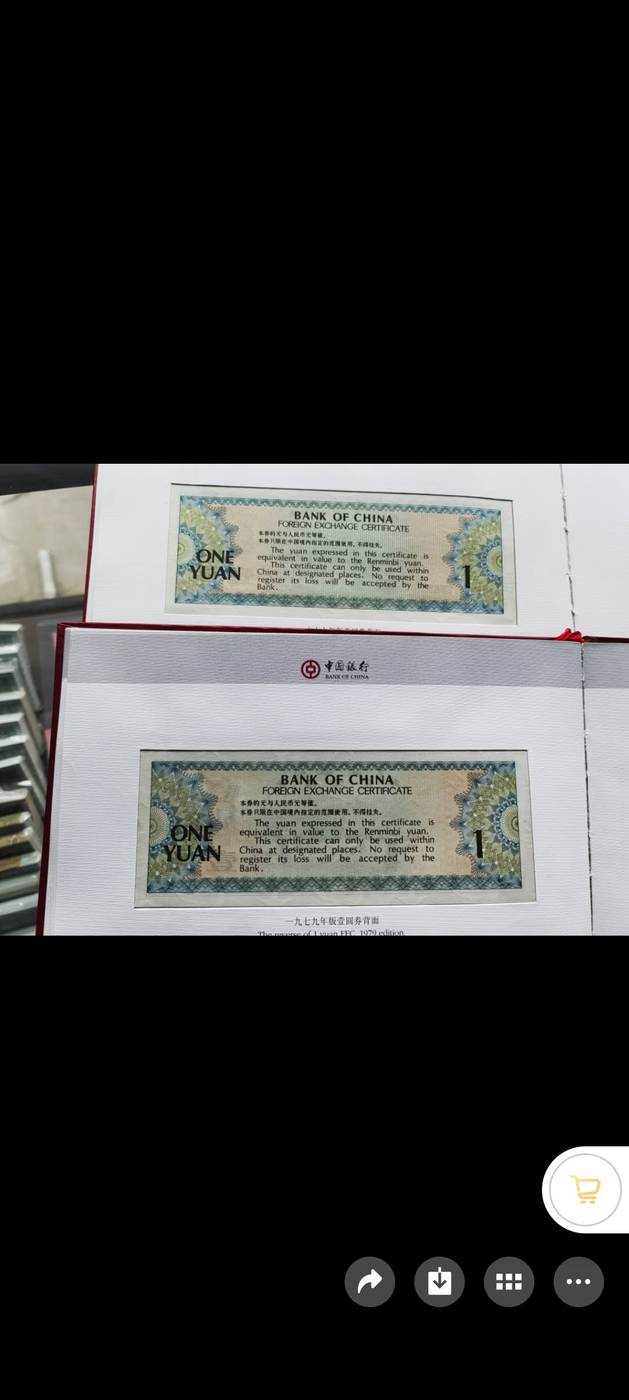 BANK OF CHINA
FOREIGN EXCHANGE CERTIFICATE
本券的元与人民币元等值。
本券只限在中国境内指定的范围使用，不得挂失。
The yuan expressed in this certificate is
equivalent in value to the Renminbi yuan.
This certificate can only be used within
China at designated places. No request to
register its loss will be accepted by the
Bank.
ONE
YUAN
1
中国银行
BANK OF CHINA
BANK OF CHINA
FOREIGN EXCHANGE CERTIFICATE
本券的元与人民币元等值。
本券只限在中国境内指定的范围使用，不得挂失。
The yuan expressed in this certificate is
equivalent in value to the Renminbi yuan.
This certificate can only be used within
China at designated places. No request to
register its loss will be accepted by the
Bank.
ONE
YUAN
1
一九七九年版壹圆券背面
The reverse of 1 yuan FEC, 1979 edition.